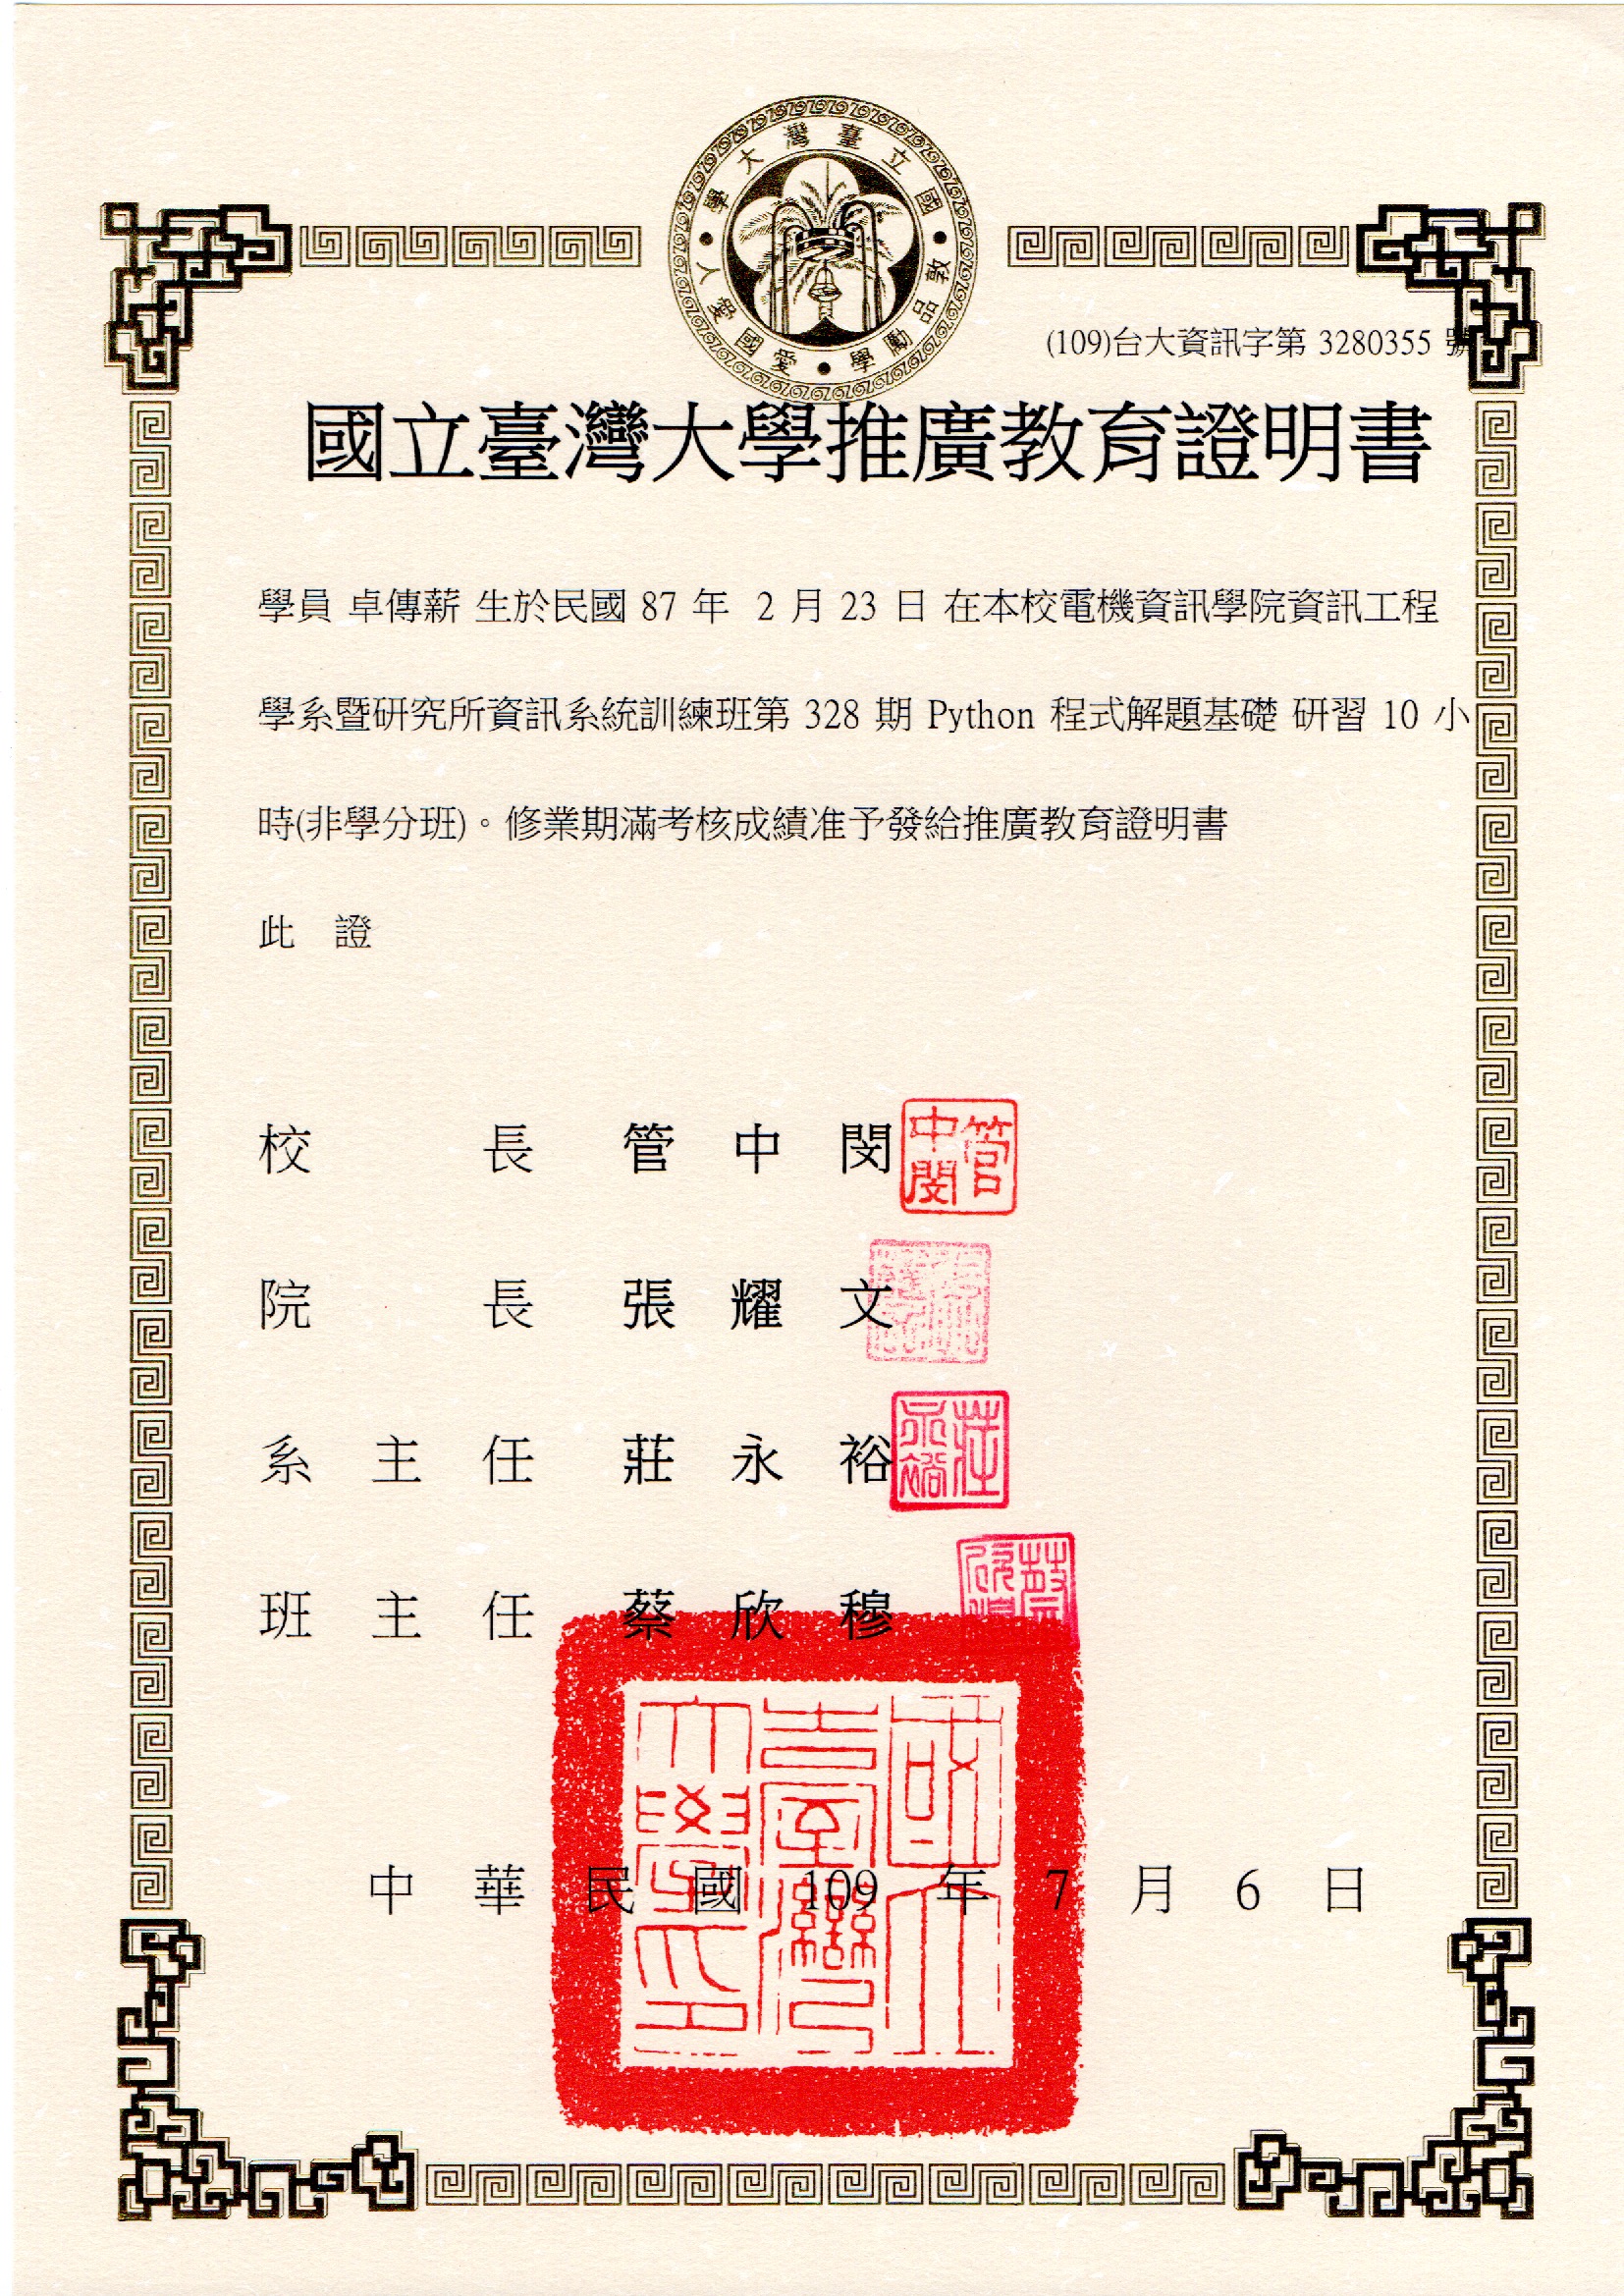 國立臺灣大學
敦品勵學 愛國愛人
(109)台大資訊字第 3280355 號
國立臺灣大學推廣教育證明書
學員 卓傳薪 生於民國 87 年 2 月 23 日 在本校電機資訊學院資訊工程
學系暨研究所資訊系統訓練班第 328 期 Python 程式解題基礎 研習 10 小
時(非學分班)。修業期滿考核成績准予發給推廣教育證明書
此 證
校 長 管 中 閔
管中閔
院 長 張 耀 文
系 主 任 莊 永 裕
莊永裕
班 主 任 蔡 欣 穆
國立臺灣大學印
中 華 民 國 109 年 7 月 6 日